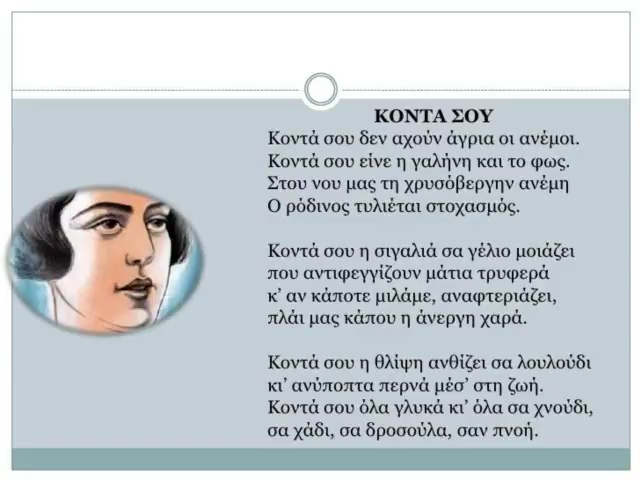 ΚΟΝΤΑ ΣΟΥ
Κοντά σου δεν αχούν άγρια οι ανέμοι.
Κοντά σου είνε η γαλήνη και το φως.
Στου νου μας τη χρυσόβεργην ανέμη
Ο ρόδινος τυλιέται στοχασμός.
Κοντά σου η σιγαλιά σα γέλιο μοιάζει
που αντιφεγγίζουν μάτια τρυφερά
κ’ αν κάποτε μιλάμε, αναφτεριάζει,
πλάι μας κάπου η άνεργη χαρά.
Κοντά σου η θλίψη ανθίζει σα λουλούδι
κι’ ανύποπτα περνά μέσ’ στη ζωή.
Κοντά σου όλα γλυκά κι’ όλα σα χνούδι,
σα χάδι, σα δροσούλα, σαν πνοή.